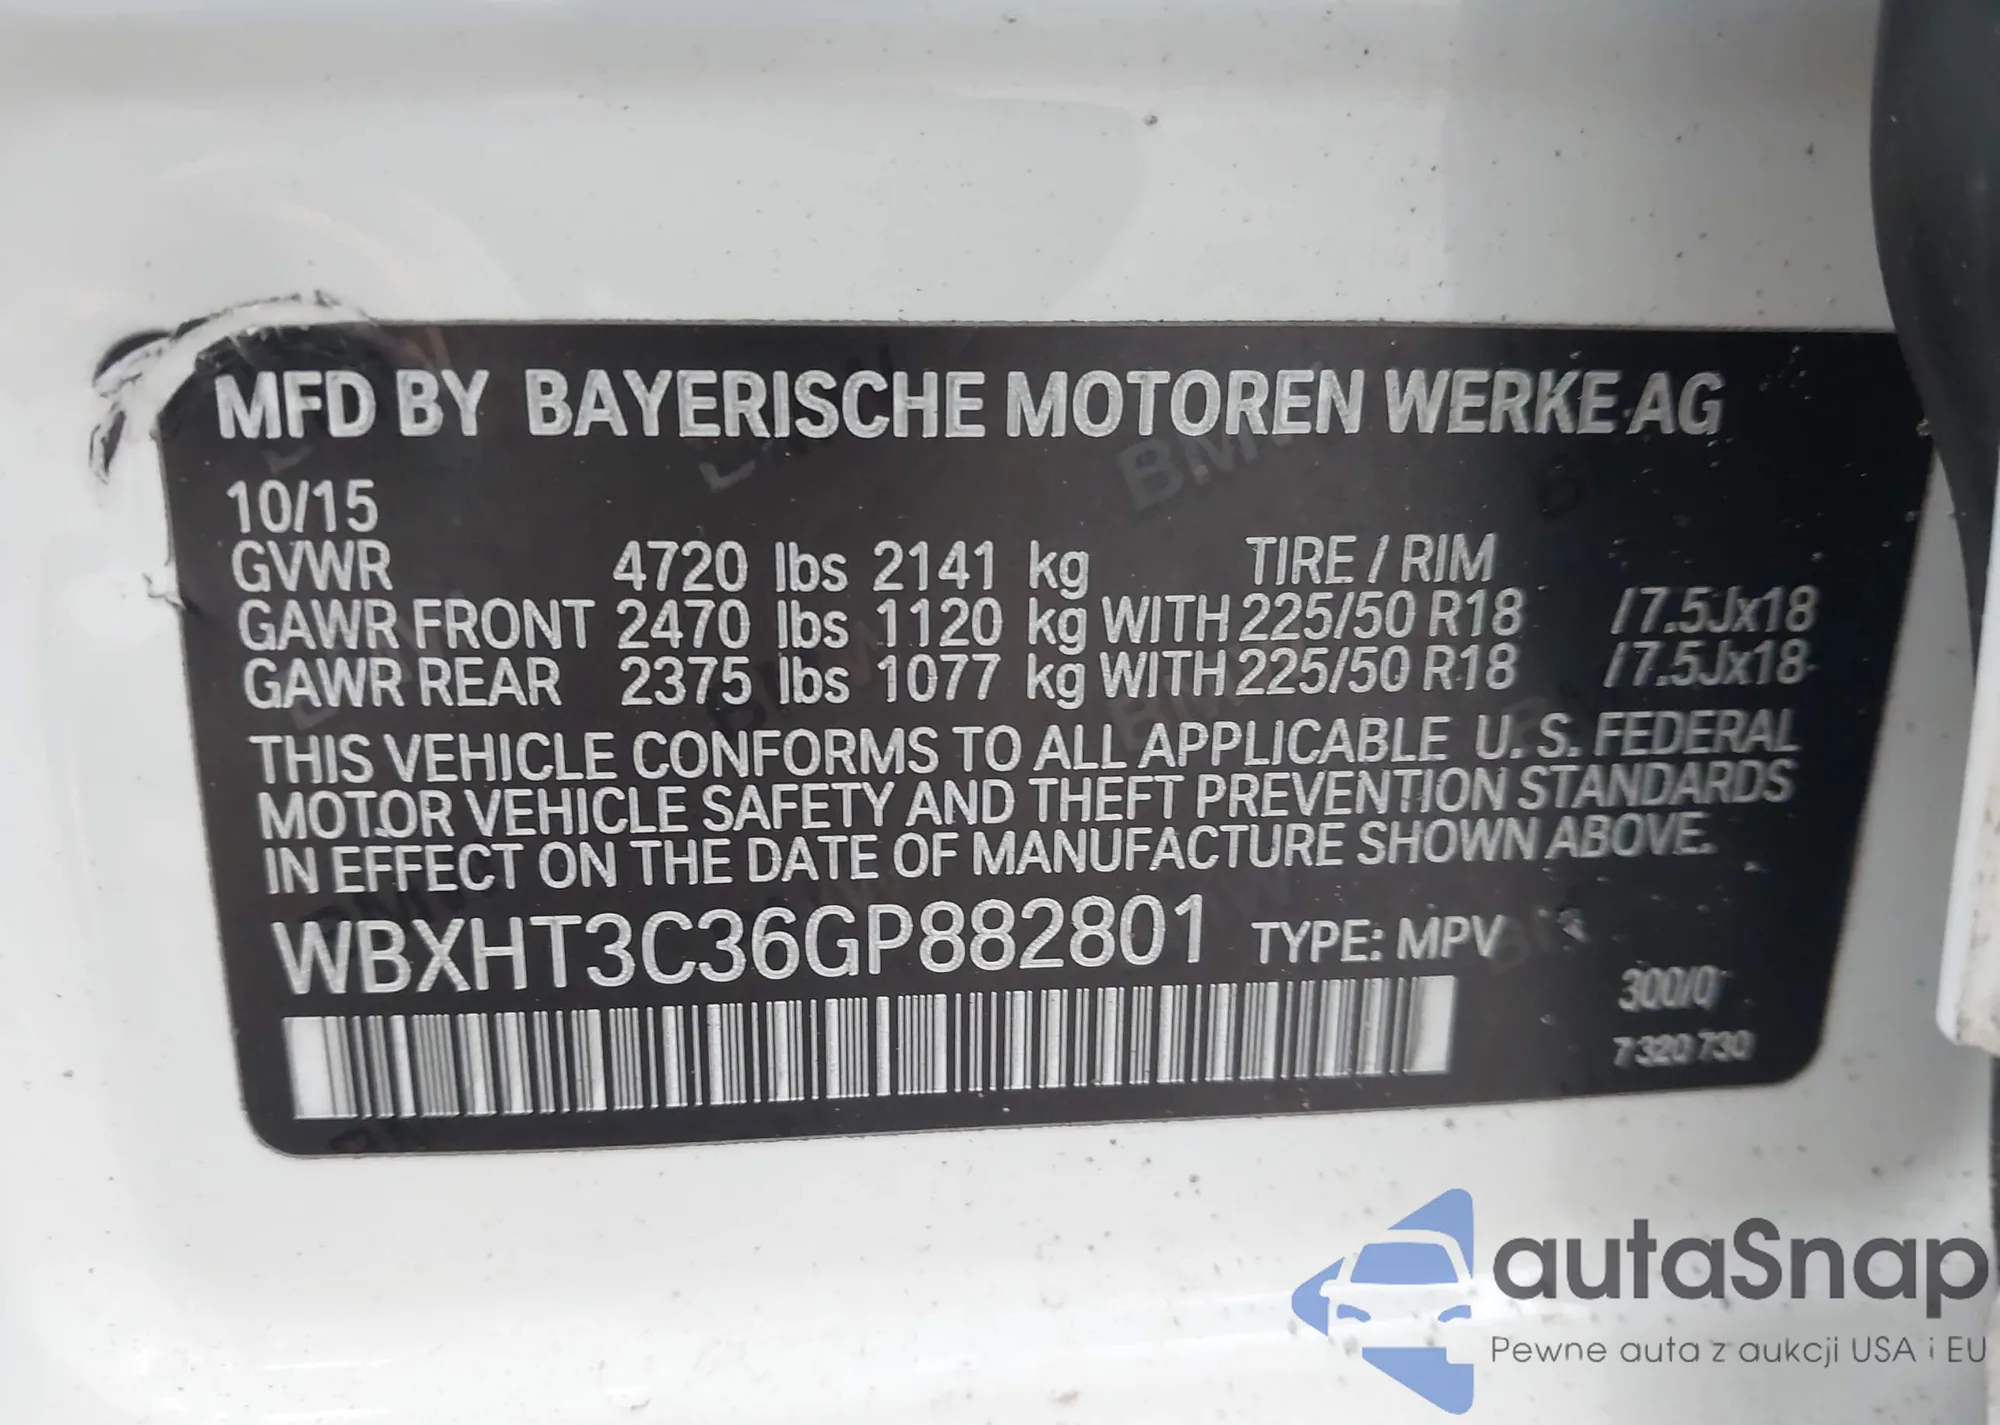 MFD BY BAYERISCHE MOTOREN WERKE AG
10/15
GVWR 4720 lbs 2141 kg TIRE / RIM
GAWR FRONT 2470 lbs 1120 kg WITH 225/50 R18 / 7.5Jx18
GAWR REAR 2375 lbs 1077 kg WITH 225/50 R18 / 7.5Jx18
THIS VEHICLE CONFORMS TO ALL APPLICABLE U. S. FEDERAL
MOTOR VEHICLE SAFETY AND THEFT PREVENTION STANDARDS
IN EFFECT ON THE DATE OF MANUFACTURE SHOWN ABOVE.
WBXHT3C36GP882801 TYPE: MPV
300/0
7 320 730
autaSnap
Pewne auta z aukcji USA i EU